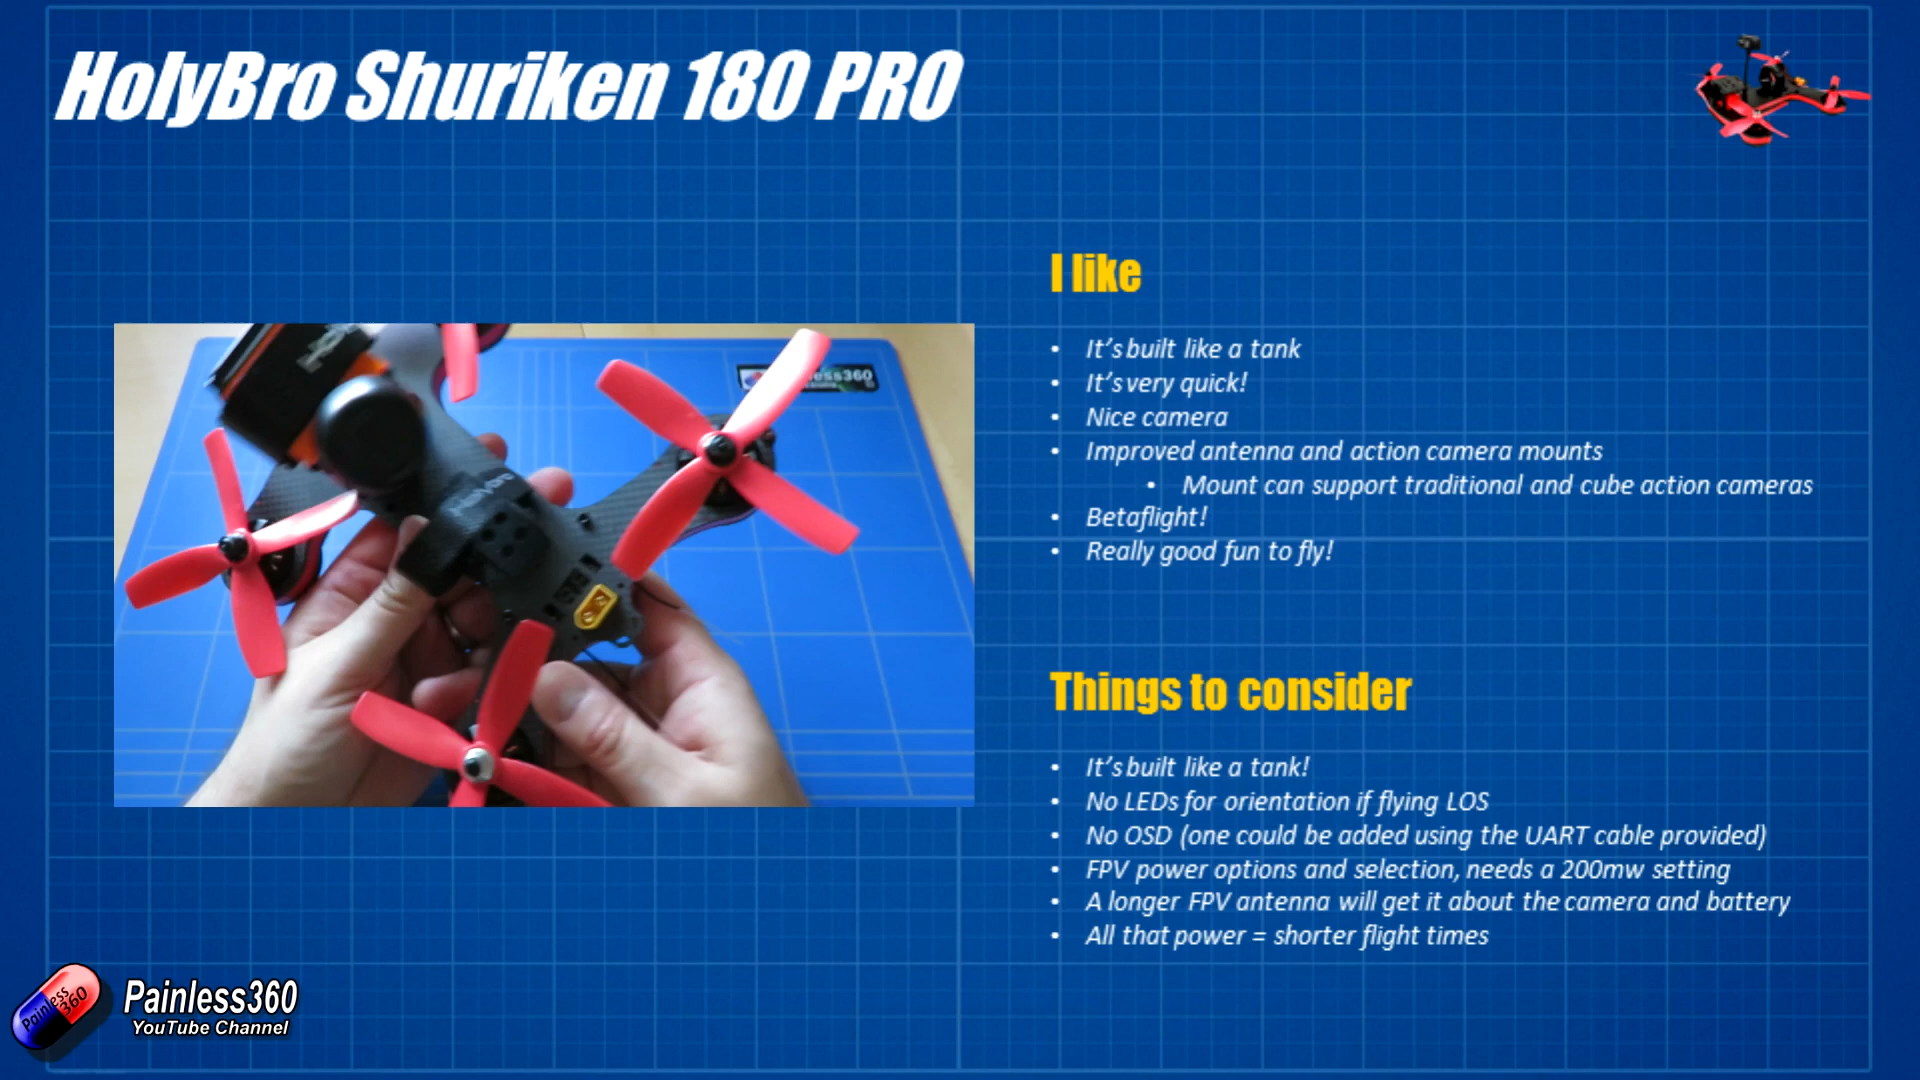 HolyBro Shuriken 180 PRO
I like
• It's built like a tank
• It's very quick!
• Nice camera
• Improved antenna and action camera mounts
• Mount can support traditional and cube action cameras
• Betaflight!
• Really good fun to fly!
Things to consider
• It's built like a tank!
• No LEDs for orientation if flying LOS
• No OSD (one could be added using the UART cable provided)
• FPV power options and selection, needs a 200mw setting
• A longer FPV antenna will get it about the camera and battery
• All that power = shorter flight times
Painless360
Painless360
YouTube Channel